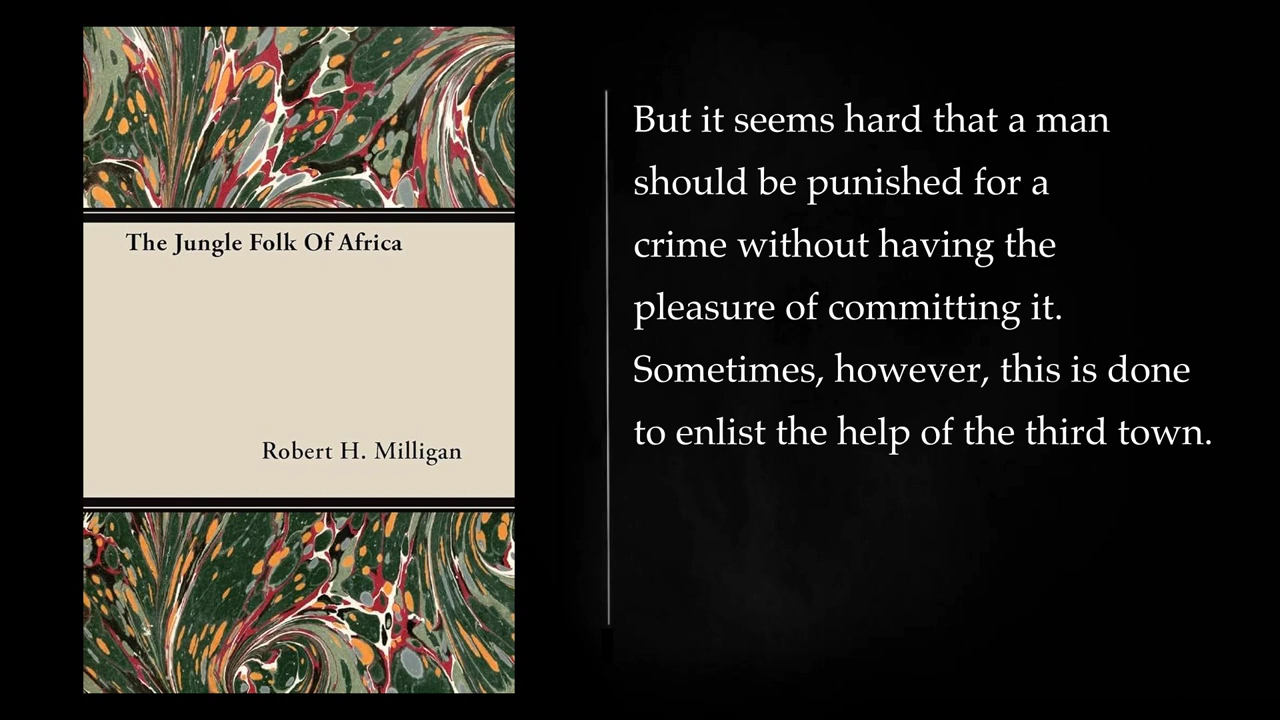 The Jungle Folk Of Africa
Robert H. Milligan
But it seems hard that a man
should be punished for a
crime without having the
pleasure of committing it.
Sometimes, however, this is done
to enlist the help of the third town.